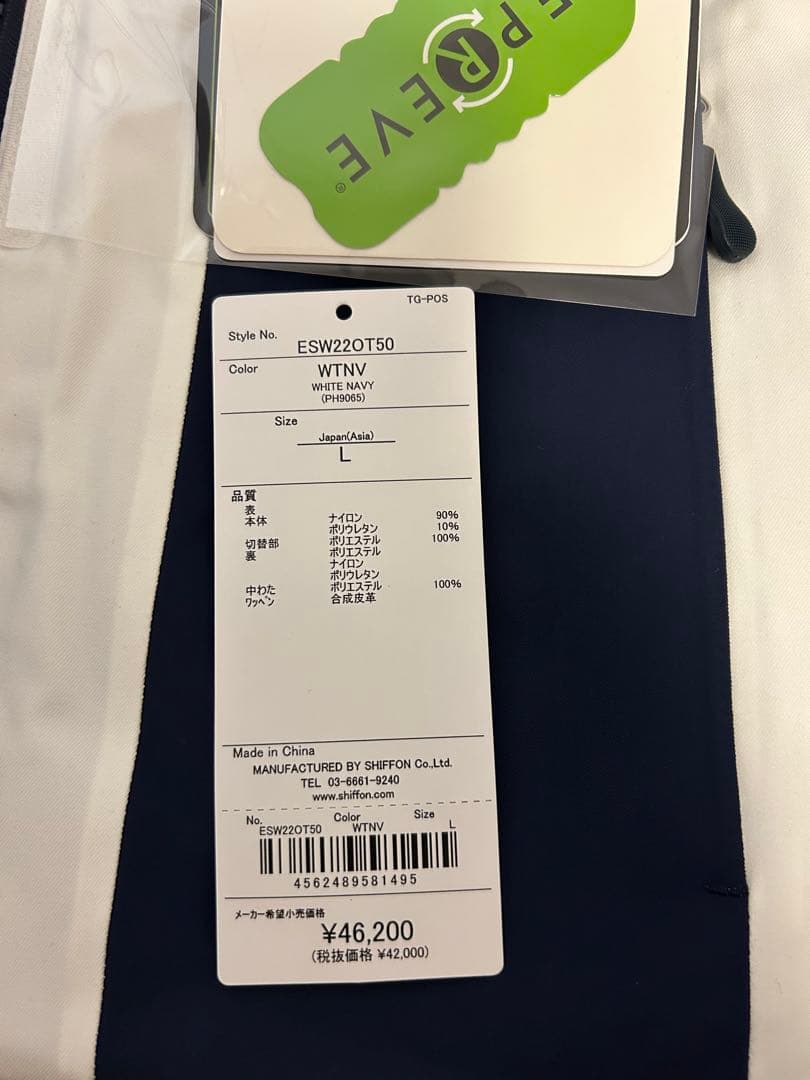 EPREVE®
TG-POS
Style No. ESW22OT50
Color WTNV
WHITE NAVY
(PH9065)
Size
Japan(Asia)
L
品質
表
本体 ナイロン 90%
ポリウレタン 10%
切替部 ポリエステル 100%
裏 ポリエステル
ナイロン
ポリウレタン
中わた ポリエステル 100%
ワッペン 合成皮革
Made in China
MANUFACTURED BY SHIFFON Co.,Ltd.
TEL 03-6661-9240
www.shiffon.com
No. Color Size
ESW22OT50 WTNV L
4562489581495
メーカー希望小売価格
¥46,200
(税抜価格 ¥42,000)